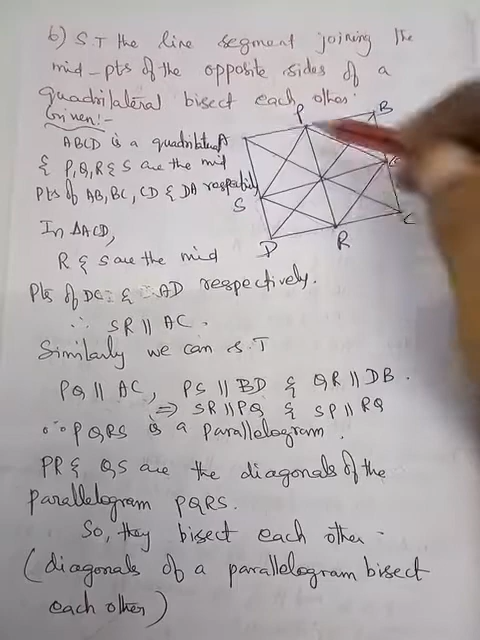 6) S.T the line segment joining the
mid-pts of the opposite sides of a
quadrilateral bisect each other.
Given:-
ABCD is a quadrilateral
& P,Q,R & S are the mid
Pts of AB, BC, CD & DA respectively
P
B
A
Q
S
C
D
R
In ΔACD,
R & S are the mid
Pts of DC & AD respectively.
∴ SR || AC.
Similarly we can S.T
PQ || AC, PS || BD & QR || DB.
⇒ SR || PQ & SP || RQ
∴ PQRS is a parallelogram.
PR & QS are the diagonals of the
parallelogram PQRS.
So, they bisect each other.
(diagonals of a parallelogram bisect
each other)